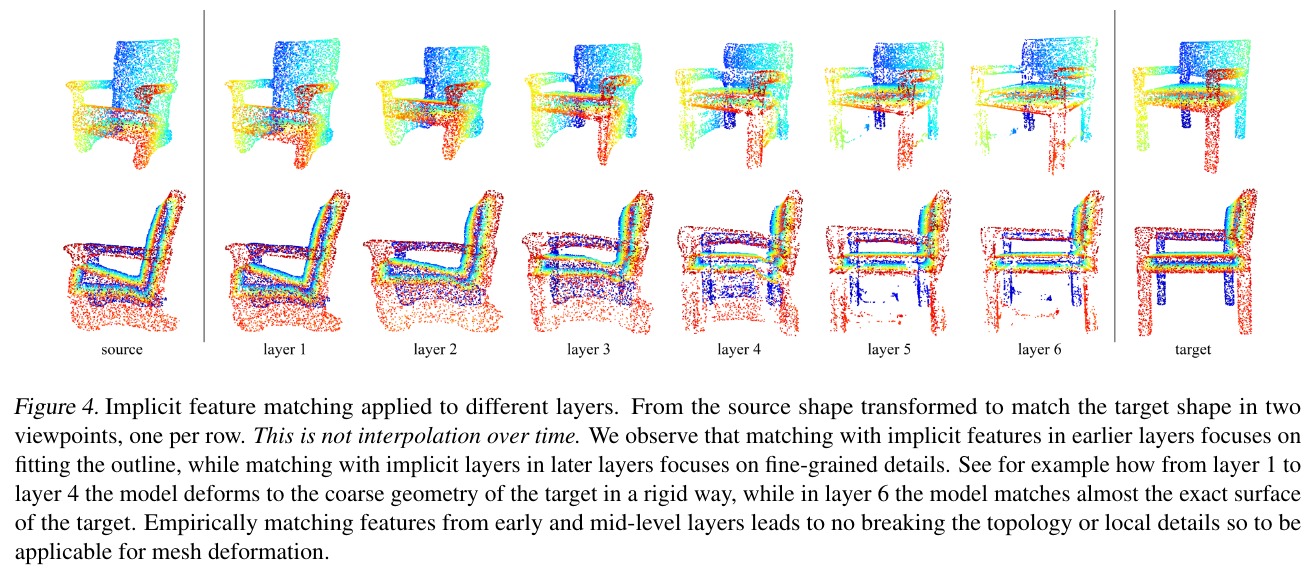 source layer 1 layer 2 layer 3 layer 4 layer 5 layer 6 target
Figure 4. Implicit feature matching applied to different layers. From the source shape transformed to match the target shape in two
viewpoints, one per row. This is not interpolation over time. We observe that matching with implicit features in earlier layers focuses on
fitting the outline, while matching with implicit layers in later layers focuses on fine-grained details. See for example how from layer 1 to
layer 4 the model deforms to the coarse geometry of the target in a rigid way, while in layer 6 the model matches almost the exact surface
of the target. Empirically matching features from early and mid-level layers leads to no breaking the topology or local details so to be
applicable for mesh deformation.